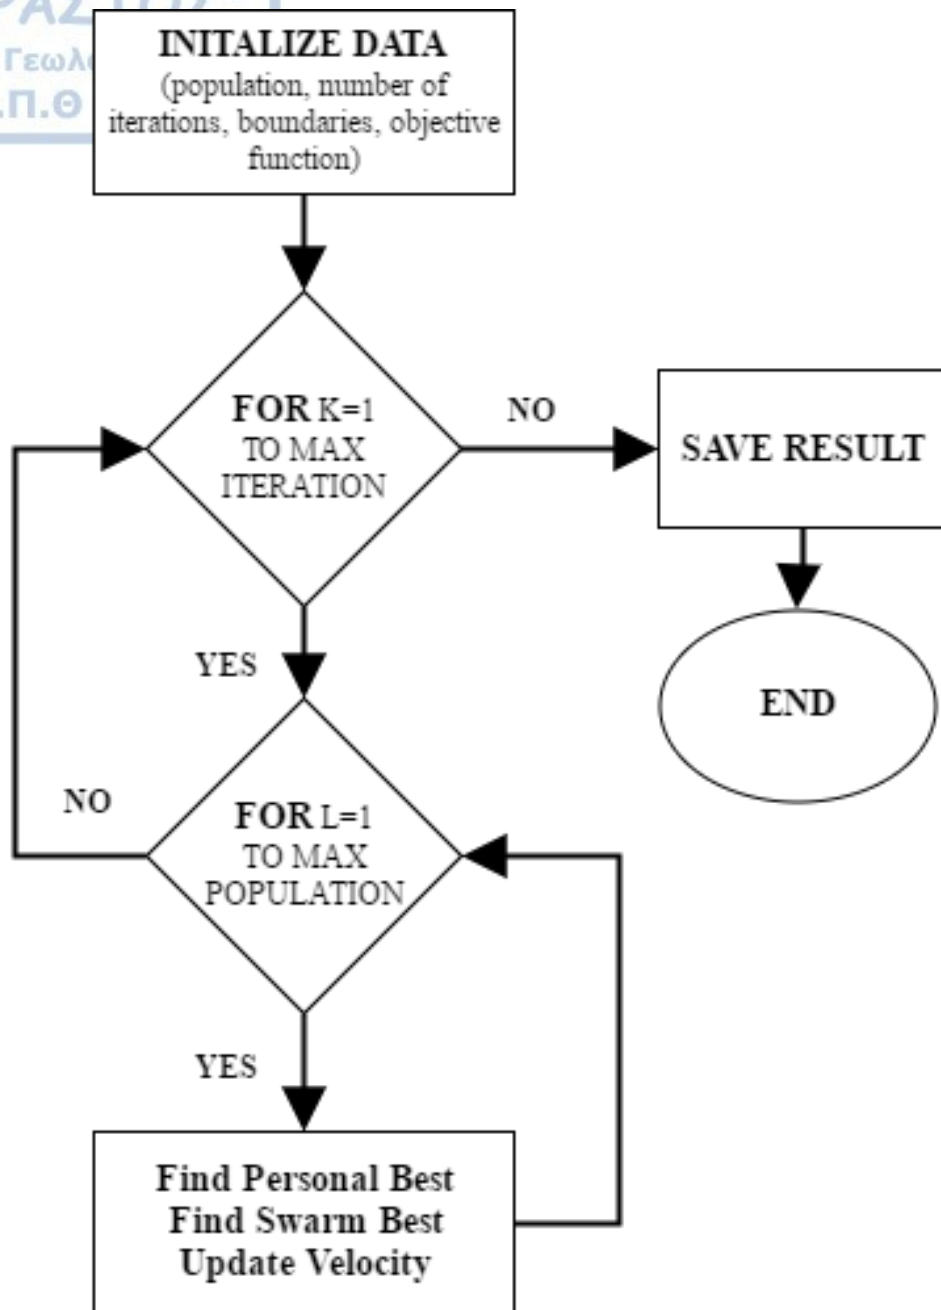 Γεωλ
.Π.Θ
INITALIZE DATA
(population, number of
iterations, boundaries, objective
function)
FOR K=1
TO MAX
ITERATION
NO
SAVE RESULT
YES
END
NO
FOR L=1
TO MAX
POPULATION
YES
Find Personal Best
Find Swarm Best
Update Velocity